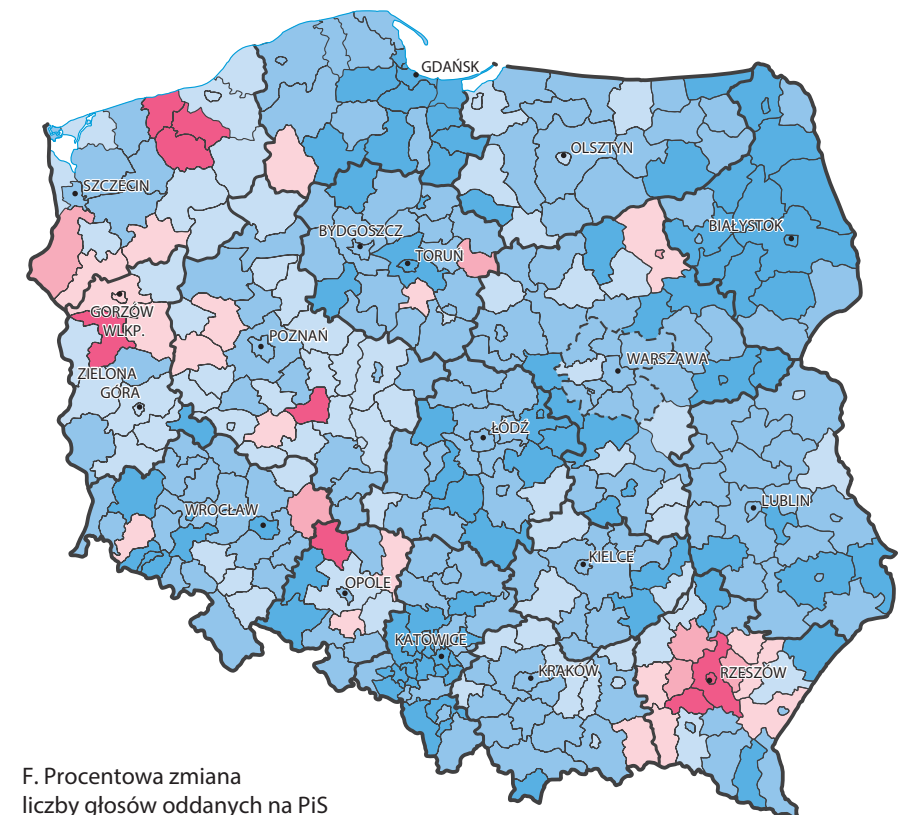 GDAŃSK
OLSZTYN
SZCZECIN
BIAŁYSTOK
BYDGOSZCZ
TORUŃ
GORZÓW
WLKP.
POZNAŃ
WARSZAWA
ZIELONA
GÓRA
ŁÓDŹ
WROCŁAW
LUBLIN
KIELCE
OPOLE
KATOWICE
KRAKÓW
RZESZÓW
F. Procentowa zmiana
liczby głosów oddanych na PiS